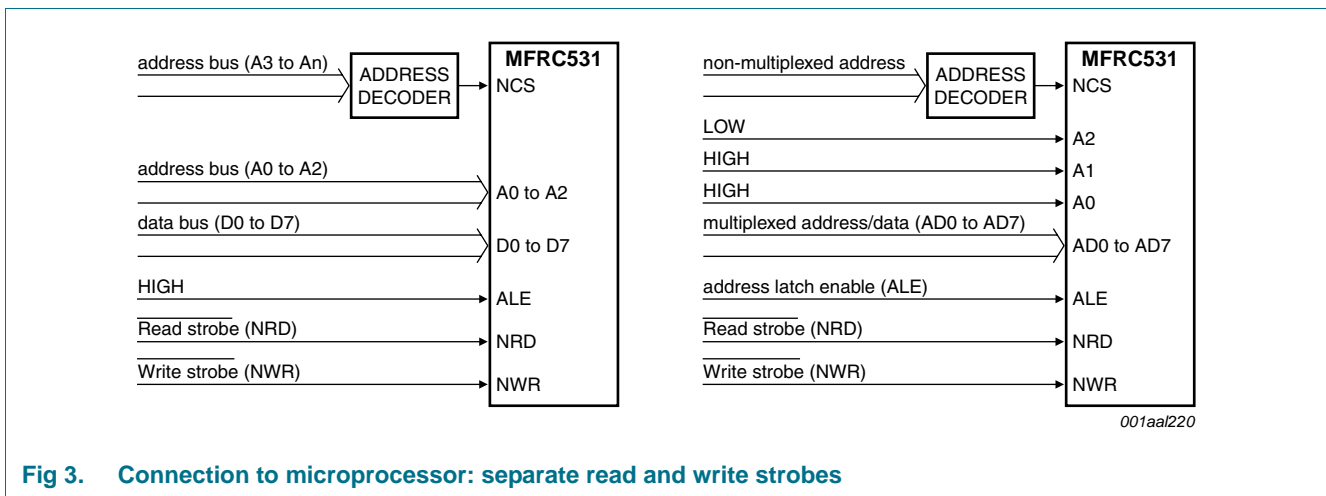 address bus (A3 to An)
ADDRESS
DECODER
MFRC531
NCS
address bus (A0 to A2)
A0 to A2
data bus (D0 to D7)
D0 to D7
HIGH
ALE
Read strobe (NRD)
NRD
Write strobe (NWR)
NWR
non-multiplexed address
ADDRESS
DECODER
MFRC531
NCS
LOW
A2
HIGH
A1
HIGH
A0
multiplexed address/data (AD0 to AD7)
AD0 to AD7
address latch enable (ALE)
ALE
Read strobe (NRD)
NRD
Write strobe (NWR)
NWR
001aal220
Fig 3. Connection to microprocessor: separate read and write strobes